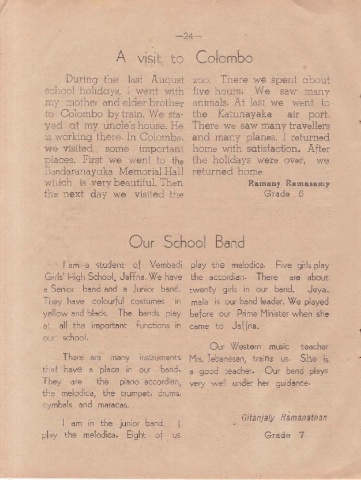 —24—
A visit to Colombo
During the last August
school holidays, I went with
my mother and elder brother
to Colombo by train. We sta-
yed at my uncle's house. He
is working there. In Colombo.
we visited some important
places. First we went to the
Bandaranayaka Memorial Hall
which is very beautiful. Then
the next day we visited the
zoo. There we spent about
five hours. We saw many
animals. At last we went to
the Katunayaka air port.
There we saw many travellers
and many planes. I returned
home with satisfaction. After
the holidays were over, we
returned home.
Ramany Ramasamy
Grade 6
Our School Band
I am a student of Vembadi
Girls' High School, Jaffna. We have
a Senior band and a Junior band.
They have colourful costumes in
yellow and black. The bands play
at all the important functions in
our school.
There are many instruments
that have a place in our band.
They are the piano accordian,
the melodica, the trumpet, drums,
cymbals and maracas.
I am in the junior band. I
play the melodica. Eight of us
play the melodica. Five girls play
the accordian. There are about
twenty girls in our band. Jeya.
mala is our band leader. We played
before our Prime Minister when she
came to Jaffna.
Our Western music teacher
Mrs. Jebanesan, trains us. She is
a good teacher. Our band plays
very well under her guidance.
Gitanjaly Ramanathan
Grade 7